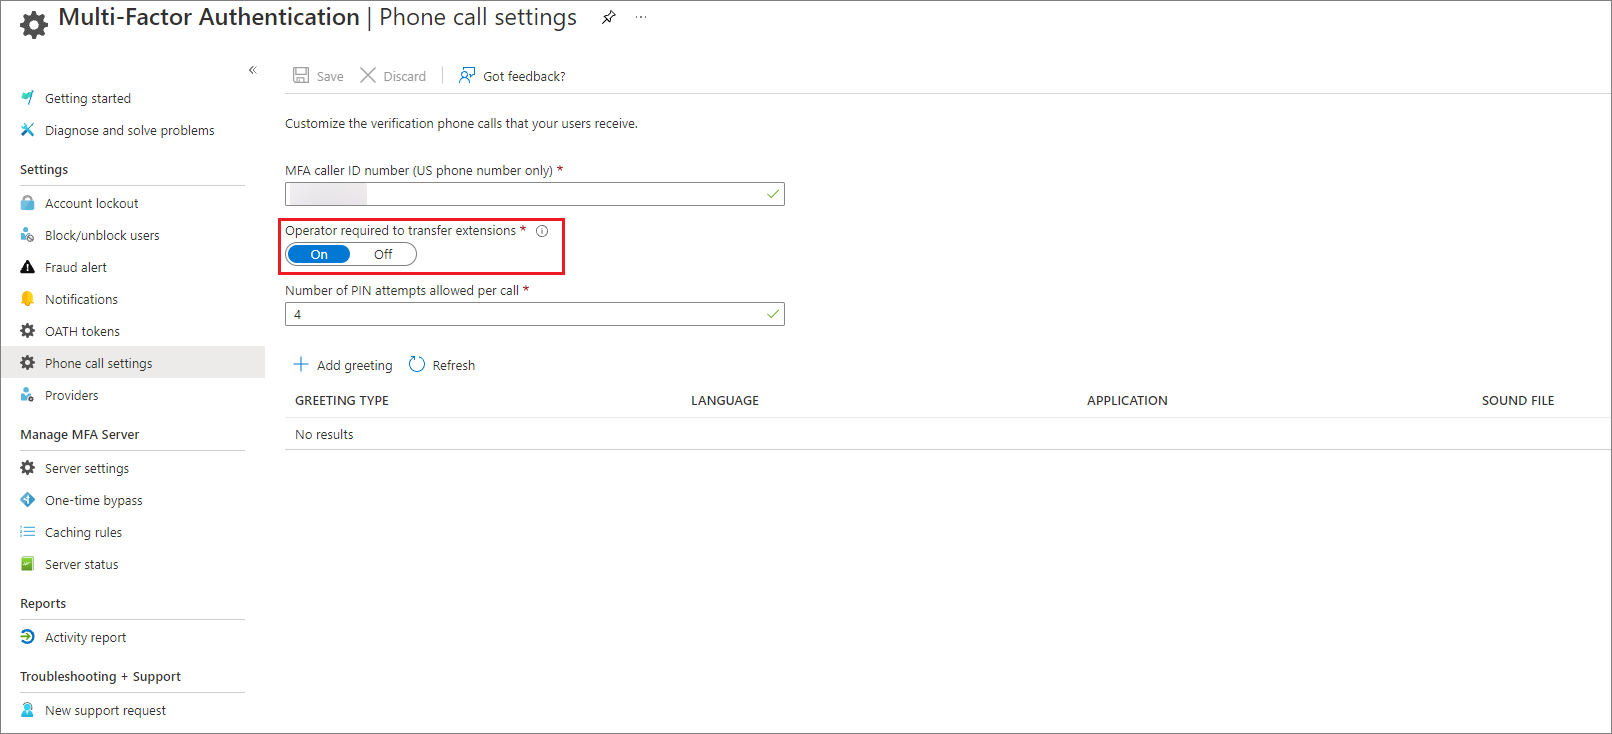 Multi-Factor Authentication | Phone call settings
Getting started
Diagnose and solve problems
Settings
Account lockout
Block/unblock users
Fraud alert
Notifications
OATH tokens
Phone call settings
Providers
Manage MFA Server
Server settings
One-time bypass
Caching rules
Server status
Reports
Activity report
Troubleshooting + Support
New support request
Save Discard Got feedback?
Customize the verification phone calls that your users receive.
MFA caller ID number (US phone number only) *
Operator required to transfer extensions *
On Off
Number of PIN attempts allowed per call *
4
Add greeting Refresh
GREETING TYPE LANGUAGE APPLICATION SOUND FILE
No results